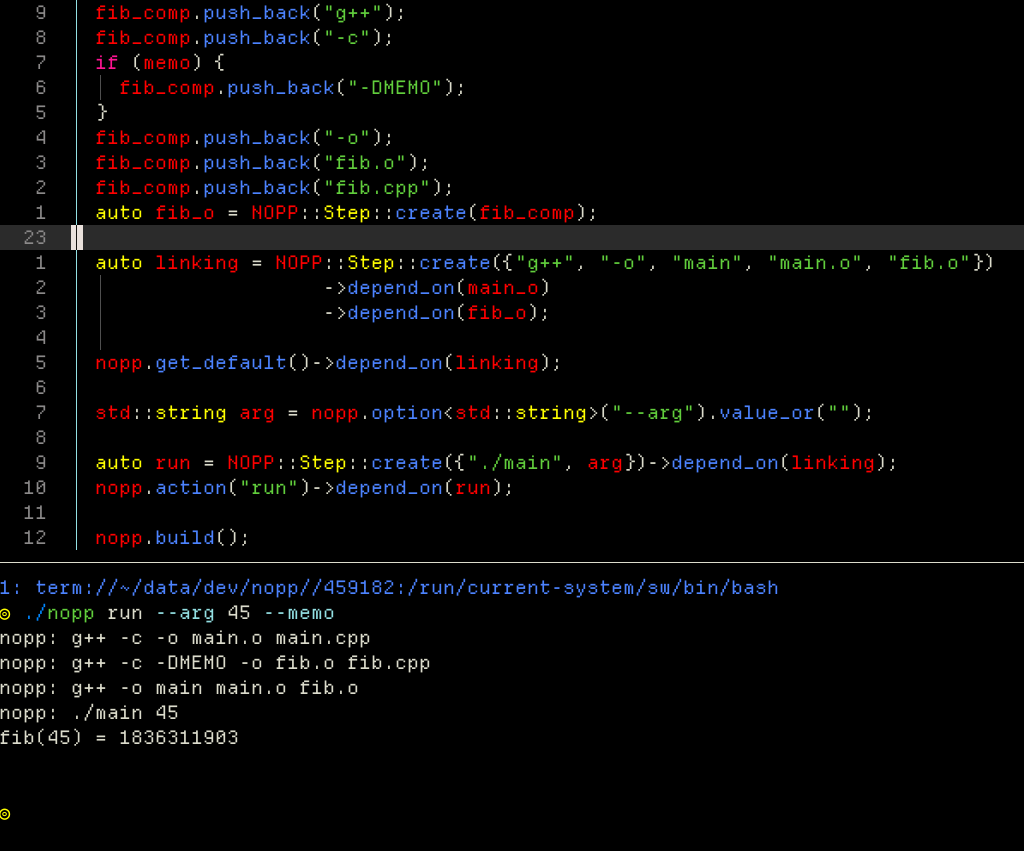 9 fib_comp.push_back("g++");
8 fib_comp.push_back("-c");
7 if (memo) {
6 fib_comp.push_back("-DMEMO");
5 }
4 fib_comp.push_back("-o");
3 fib_comp.push_back("fib.o");
2 fib_comp.push_back("fib.cpp");
1 auto fib_o = NOPP::Step::create(fib_comp);
23
1 auto linking = NOPP::Step::create({"g++", "-o", "main", "main.o", "fib.o"})
2 ->depend_on(main_o)
3 ->depend_on(fib_o);
4
5 nopp.get_default()->depend_on(linking);
6
7 std::string arg = nopp.option<std::string>("--arg").value_or("");
8
9 auto run = NOPP::Step::create({"./main", arg})->depend_on(linking);
10 nopp.action("run")->depend_on(run);
11
12 nopp.build();
1: term://~/data/dev/nopp//459182:/run/current-system/sw/bin/bash
◎ ./nopp run --arg 45 --memo
nopp: g++ -c -o main.o main.cpp
nopp: g++ -c -DMEMO -o fib.o fib.cpp
nopp: g++ -o main main.o fib.o
nopp: ./main 45
fib(45) = 1836311903
◎